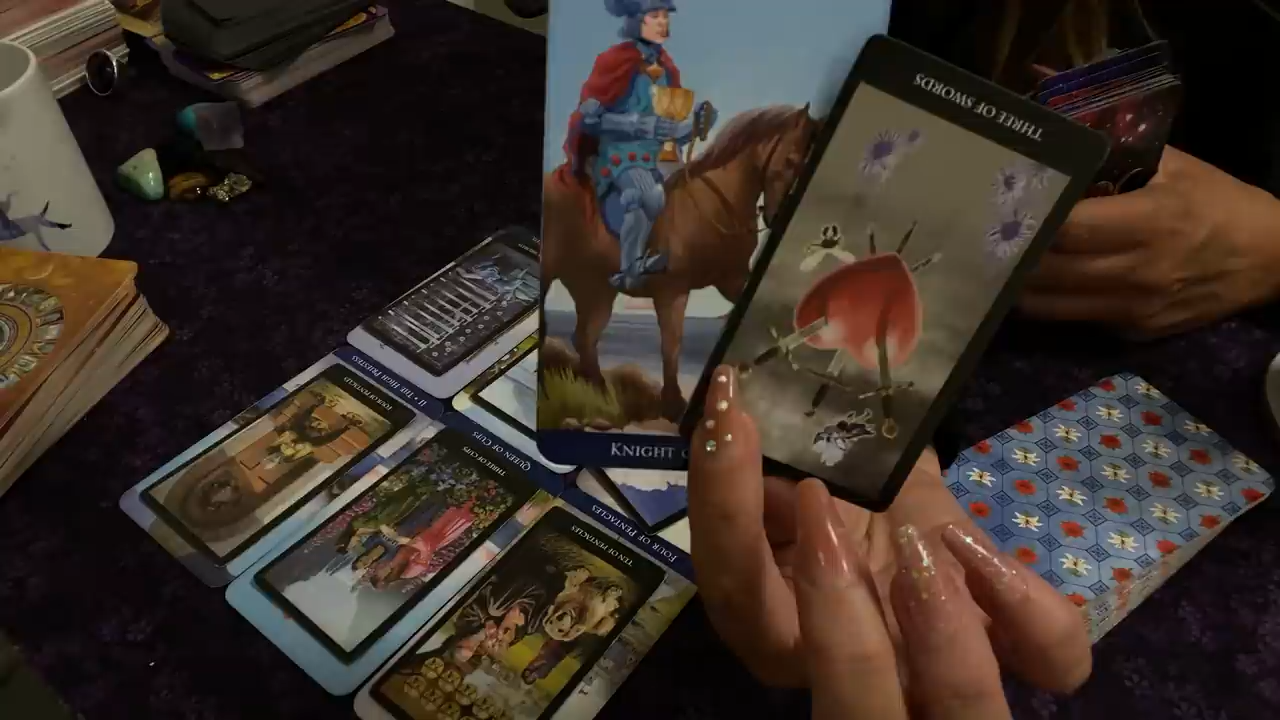 THREE OF SWORDS
KNIGHT
II • THE HIGH PRIESTESS
FOUR OF PENTACLES
QUEEN OF CUPS
THREE OF CUPS
FOUR OF PENTACLES
TEN OF PENTACLES